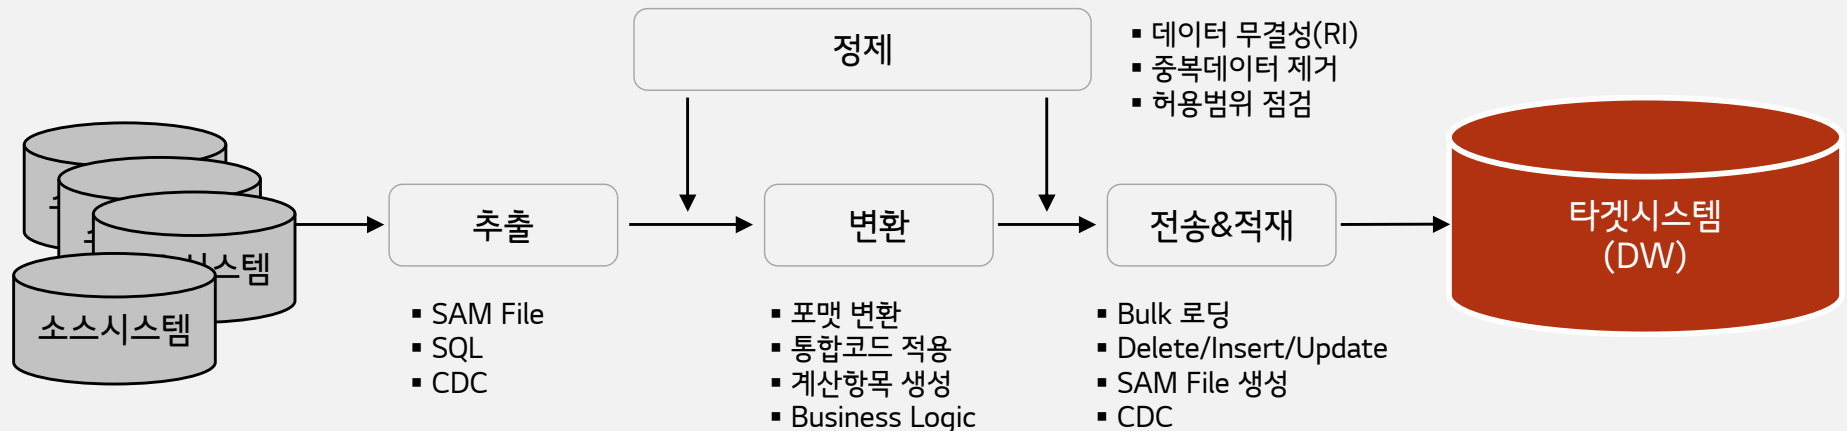 정제
▪ 데이터 무결성(RI)
▪ 중복데이터 제거
▪ 허용범위 점검
시스템
소스시스템
추출
변환
전송&적재
타겟시스템
(DW)
▪ SAM File
▪ SQL
▪ CDC
▪ 포맷 변환
▪ 통합코드 적용
▪ 계산항목 생성
▪ Business Logic
▪ Bulk 로딩
▪ Delete/Insert/Update
▪ SAM File 생성
▪ CDC